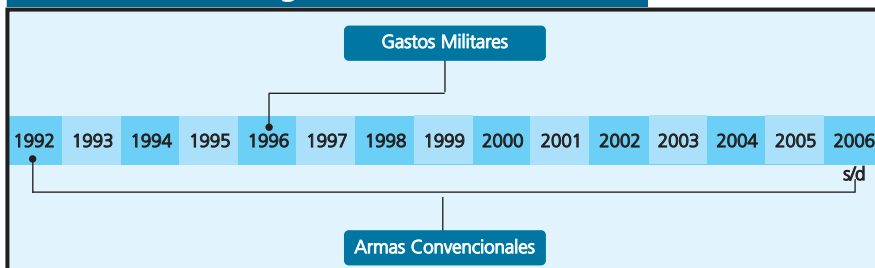 Gastos Militares
1992 1993 1994 1995 1996 1997 1998 1999 2000 2001 2002 2003 2004 2005 2006
s/d
Armas Convencionales